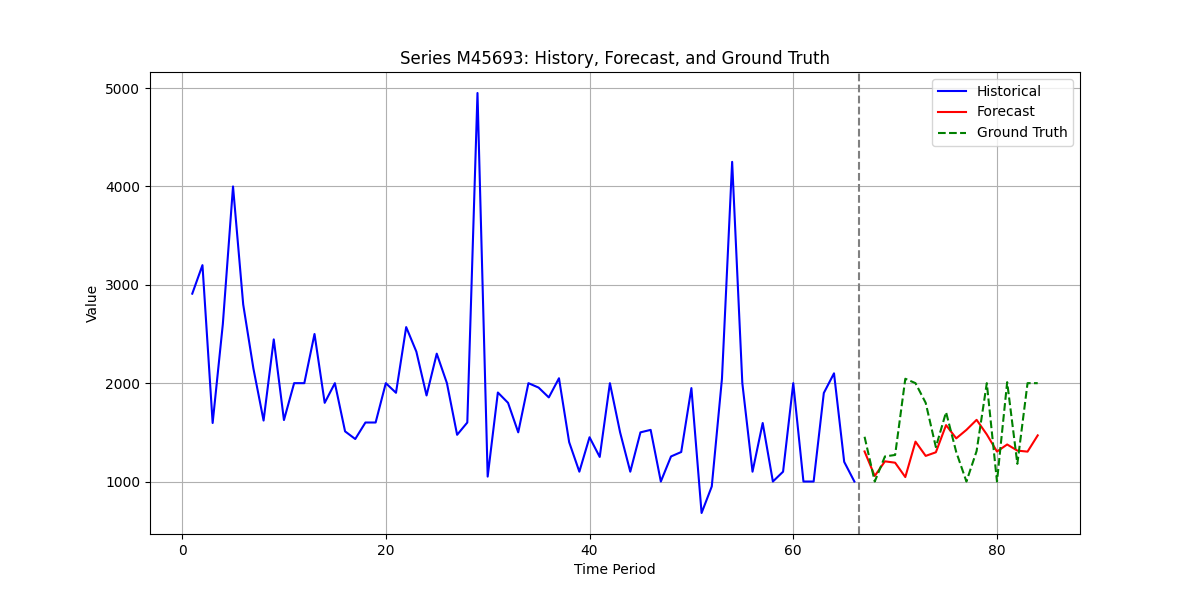 Series M45693: History, Forecast, and Ground Truth
Historical
Forecast
Ground Truth
5000
4000
3000
2000
1000
Value
0
20
40
60
80
Time Period